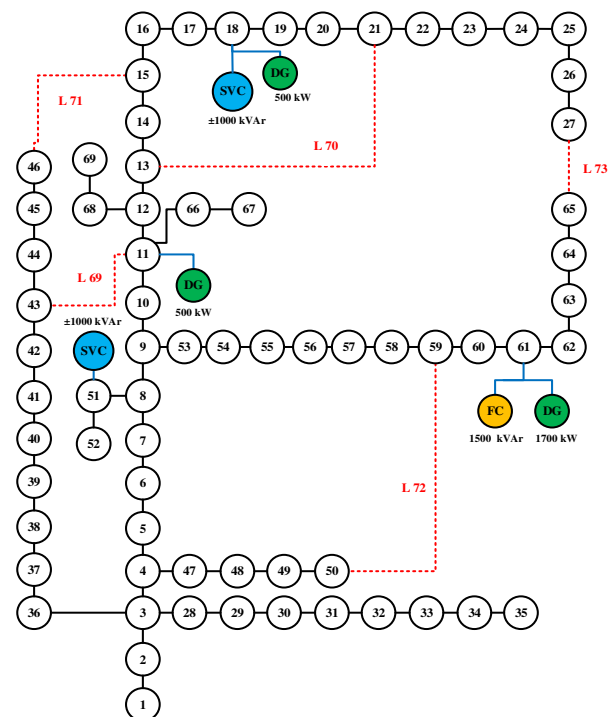 16 17 18 19 20 21 22 23 24 25
15 SVC DG 26
L 71 500 kW
±1000 kVAr
14 27
46 69 13 L 70
L 73
45 68 12 66 67 65
44 11 64
L 69 DG
43 10 500 kW 63
±1000 kVAr
42 SVC 9 53 54 55 56 57 58 59 60 61 62
41 51 8 FC DG
40 52 7 1500 kVAr 1700 kW
39 6 L 72
38 5
37 4 47 48 49 50
36 3 28 29 30 31 32 33 34 35
2
1